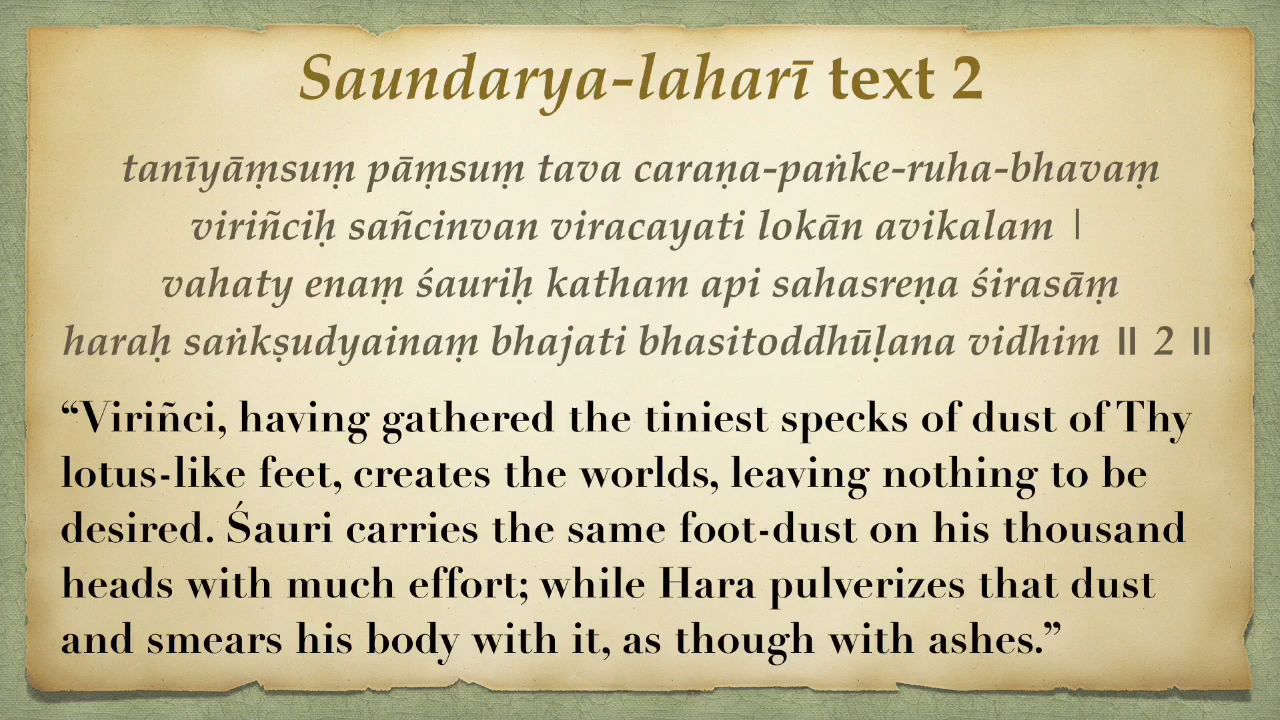 Saundarya-laharī text 2
tanīyāṃsuṃ pāṃsuṃ tava caraṇa-paṅke-ruha-bhavaṃ
viriñciḥ sañcinvan viracayati lokān avikalam |
vahaty enaṃ śauriḥ katham api sahasreṇa śirasāṃ
haraḥ saṅkṣudyainaṃ bhajati bhasitoddhūḷana vidhim ॥ 2 ॥
“Viriñci, having gathered the tiniest specks of dust of Thy
lotus-like feet, creates the worlds, leaving nothing to be
desired. Śauri carries the same foot-dust on his thousand
heads with much effort; while Hara pulverizes that dust
and smears his body with it, as though with ashes.”